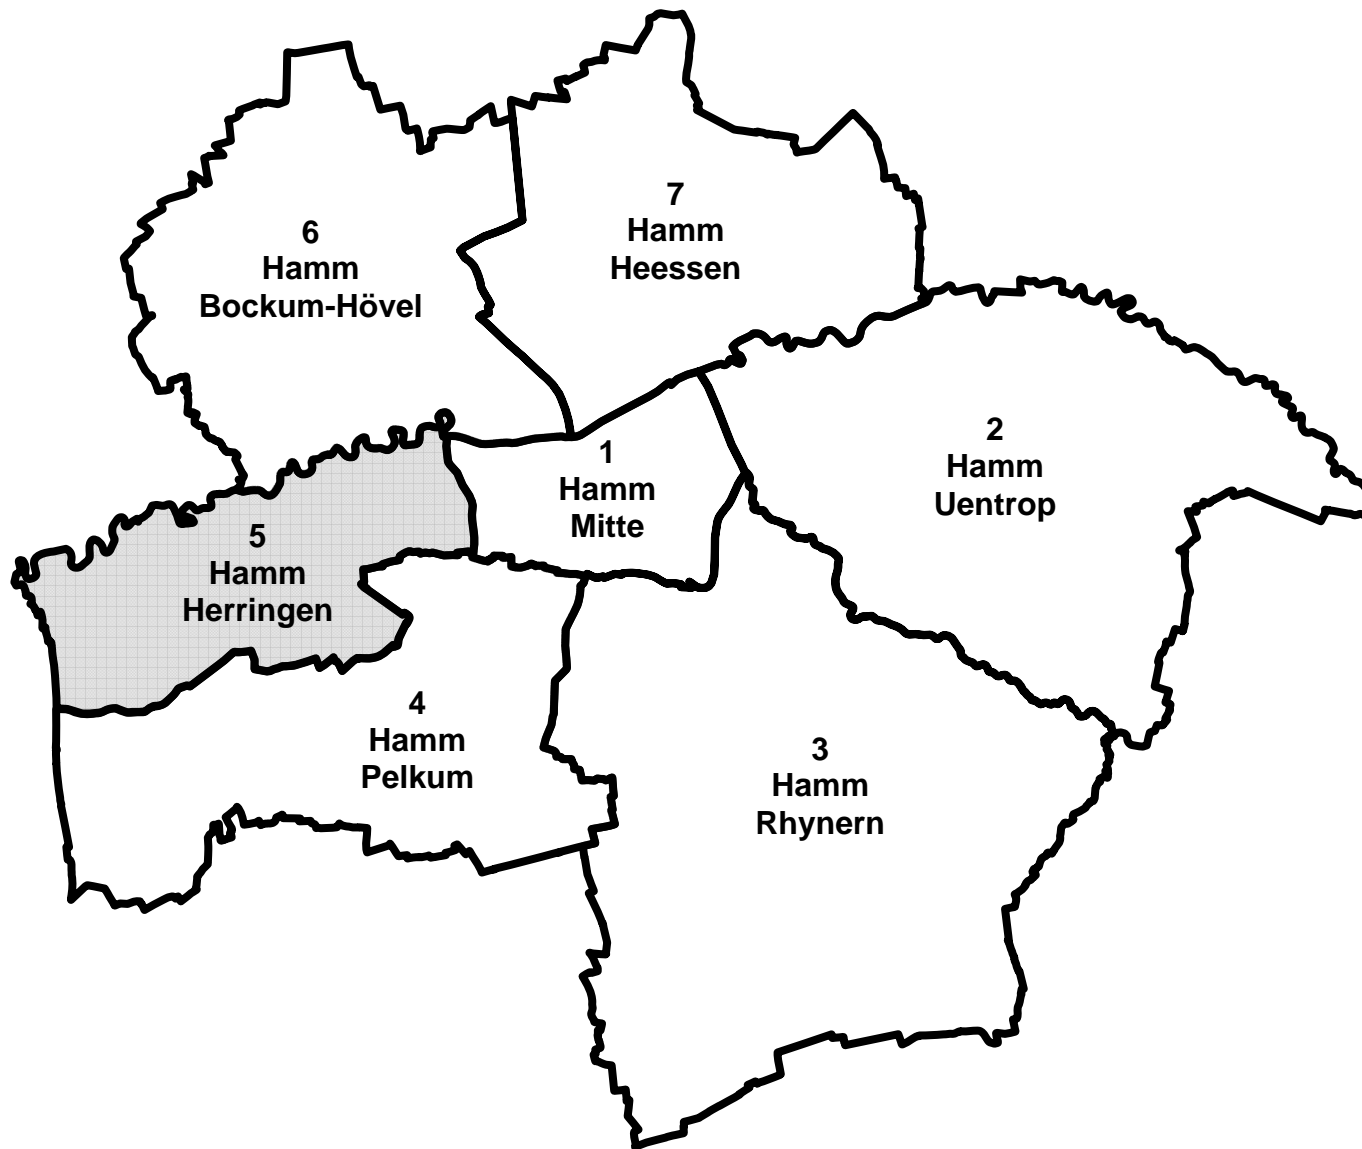 7
Hamm
Heessen
6
Hamm
Bockum-Hövel
2
Hamm
Uentrop
1
Hamm
Mitte
5
Hamm
Herringen
4
Hamm
Pelkum
3
Hamm
Rhynern